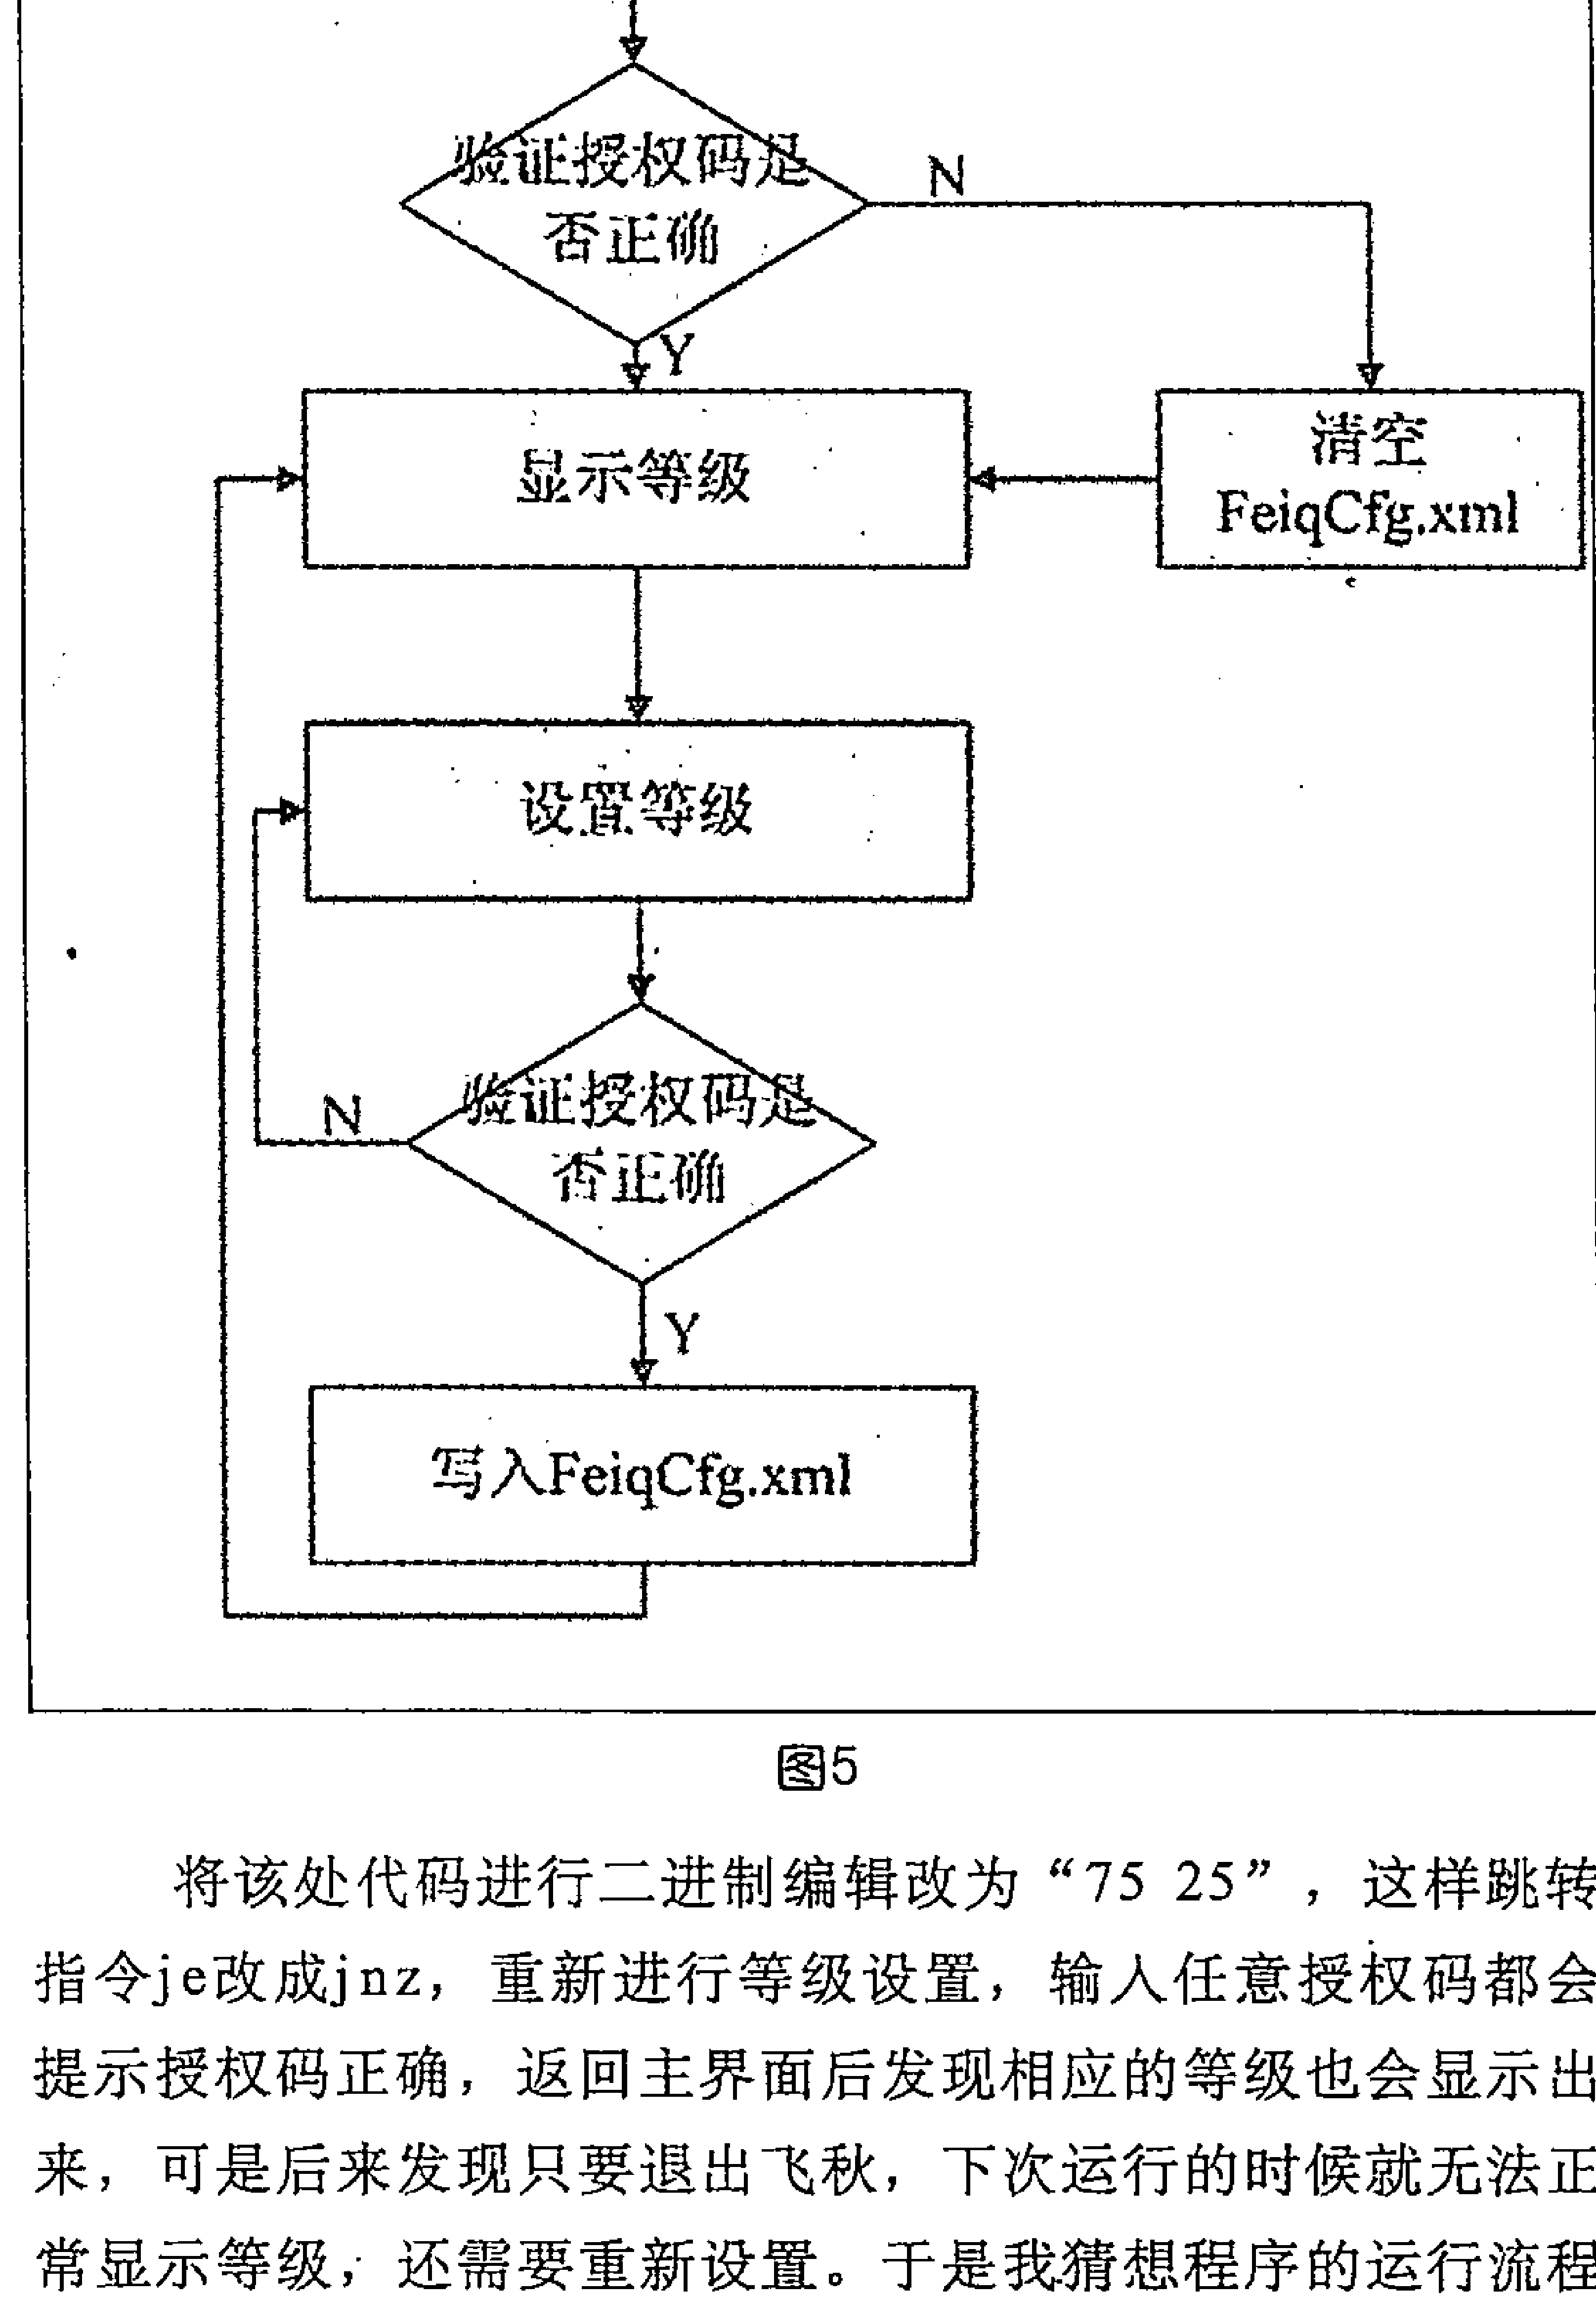 验证授权码是
否正确
N
Y
显示等级
清空
FeiqCfg.xml
设置等级
验证授权码是
否正确
N
Y
写入FeiqCfg.xml
图5
将该处代码进行二进制编辑改为“75 25”，这样跳转
指令je改成jnz，重新进行等级设置，输入任意授权码都会
提示授权码正确，返回主界面后发现相应的等级也会显示出
来，可是后来发现只要退出飞秋，下次运行的时候就无法正
常显示等级，还需要重新设置。于是我猜想程序的运行流程